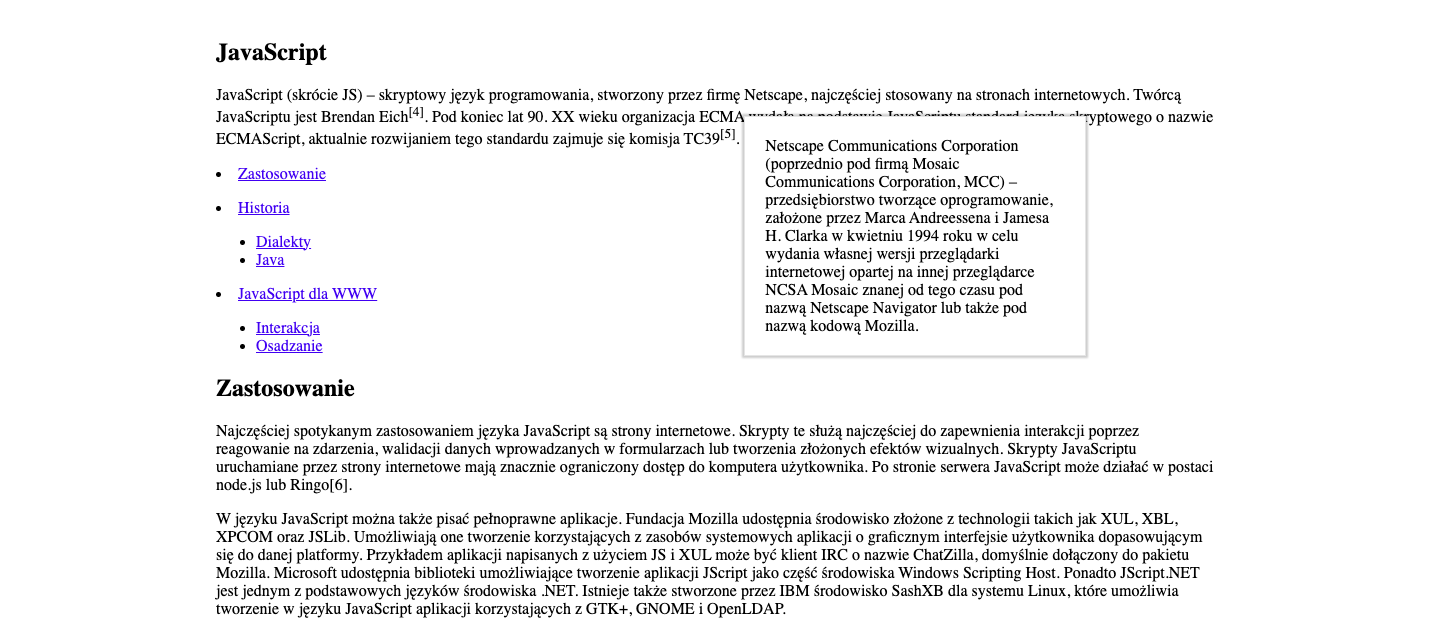 JavaScript
JavaScript (skrócie JS) – skryptowy język programowania, stworzony przez firmę Netscape, najczęściej stosowany na stronach internetowych. Twórcą
JavaScriptu jest Brendan Eich[4]. Pod koniec lat 90. XX wieku organizacja ECMA wydała na podstawie JavaScriptu standard języka skryptowego o nazwie
ECMAScript, aktualnie rozwijaniem tego standardu zajmuje się komisja TC39[5].
Netscape Communications Corporation
(poprzednio pod firmą Mosaic
Communications Corporation, MCC) –
przedsiębiorstwo tworzące oprogramowanie,
założone przez Marca Andreessena i Jamesa
H. Clarka w kwietniu 1994 roku w celu
wydania własnej wersji przeglądarki
internetowej opartej na innej przeglądarce
NCSA Mosaic znanej od tego czasu pod
nazwą Netscape Navigator lub także pod
nazwą kodową Mozilla.
• Zastosowanie
• Historia
• Dialekty
• Java
• JavaScript dla WWW
• Interakcja
• Osadzanie
Zastosowanie
Najczęściej spotykanym zastosowaniem języka JavaScript są strony internetowe. Skrypty te służą najczęściej do zapewnienia interakcji poprzez
reagowanie na zdarzenia, walidacji danych wprowadzanych w formularzach lub tworzenia złożonych efektów wizualnych. Skrypty JavaScriptu
uruchamiane przez strony internetowe mają znacznie ograniczony dostęp do komputera użytkownika. Po stronie serwera JavaScript może działać w postaci
node.js lub Ringo[6].
W języku JavaScript można także pisać pełnoprawne aplikacje. Fundacja Mozilla udostępnia środowisko złożone z technologii takich jak XUL, XBL,
XPCOM oraz JSLib. Umożliwiają one tworzenie korzystających z zasobów systemowych aplikacji o graficznym interfejsie użytkownika dopasowującym
się do danej platformy. Przykładem aplikacji napisanych z użyciem JS i XUL może być klient IRC o nazwie ChatZilla, domyślnie dołączony do pakietu
Mozilla. Microsoft udostępnia biblioteki umożliwiające tworzenie aplikacji JScript jako część środowiska Windows Scripting Host. Ponadto JScript.NET
jest jednym z podstawowych języków środowiska .NET. Istnieje także stworzone przez IBM środowisko SashXB dla systemu Linux, które umożliwia
tworzenie w języku JavaScript aplikacji korzystających z GTK+, GNOME i OpenLDAP.